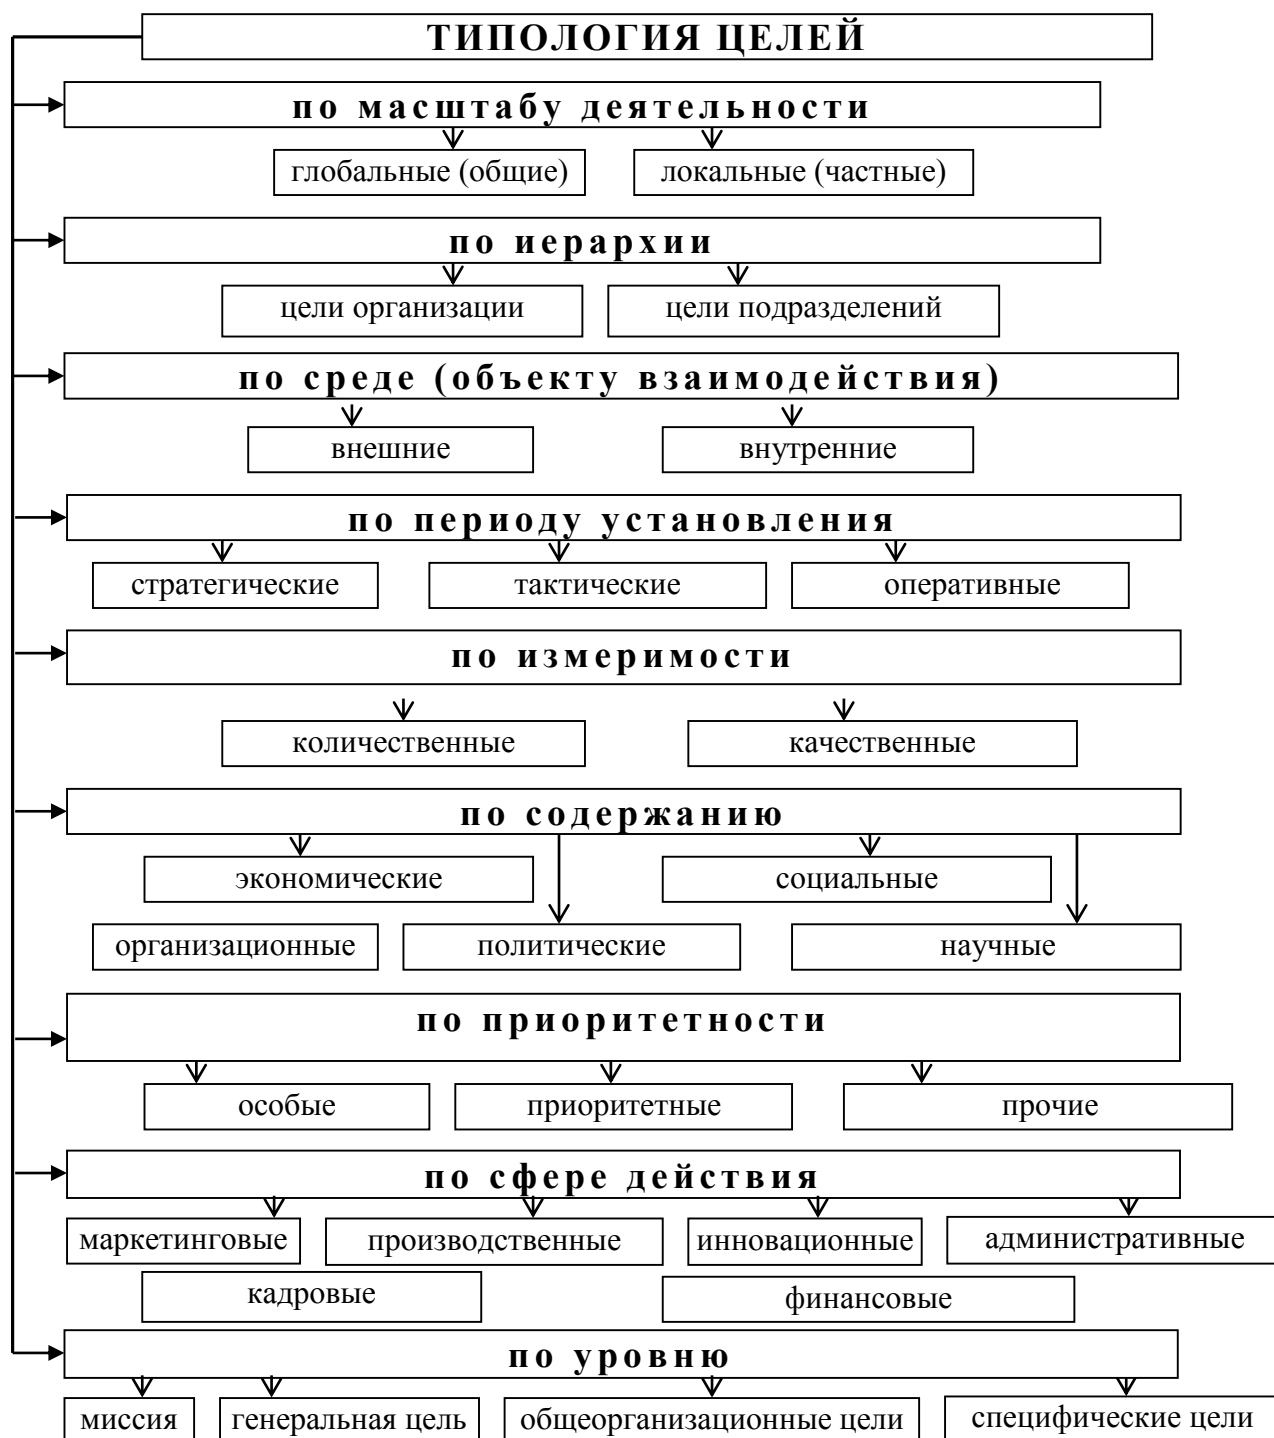 ТИПОЛОГИЯ ЦЕЛЕЙ
по масштабу деятельности
глобальные (общие) локальные (частные)
по иерархии
цели организации цели подразделений
по среде (объекту взаимодействия)
внешние внутренние
по периоду установления
стратегические тактические оперативные
по измеримости
количественные качественные
по содержанию
экономические социальные
организационные политические научные
по приоритетности
особые приоритетные прочие
по сфере действия
маркетинговые производственные инновационные административные
кадровые финансовые
по уровню
миссия генеральная цель общеорганизационные цели специфические цели